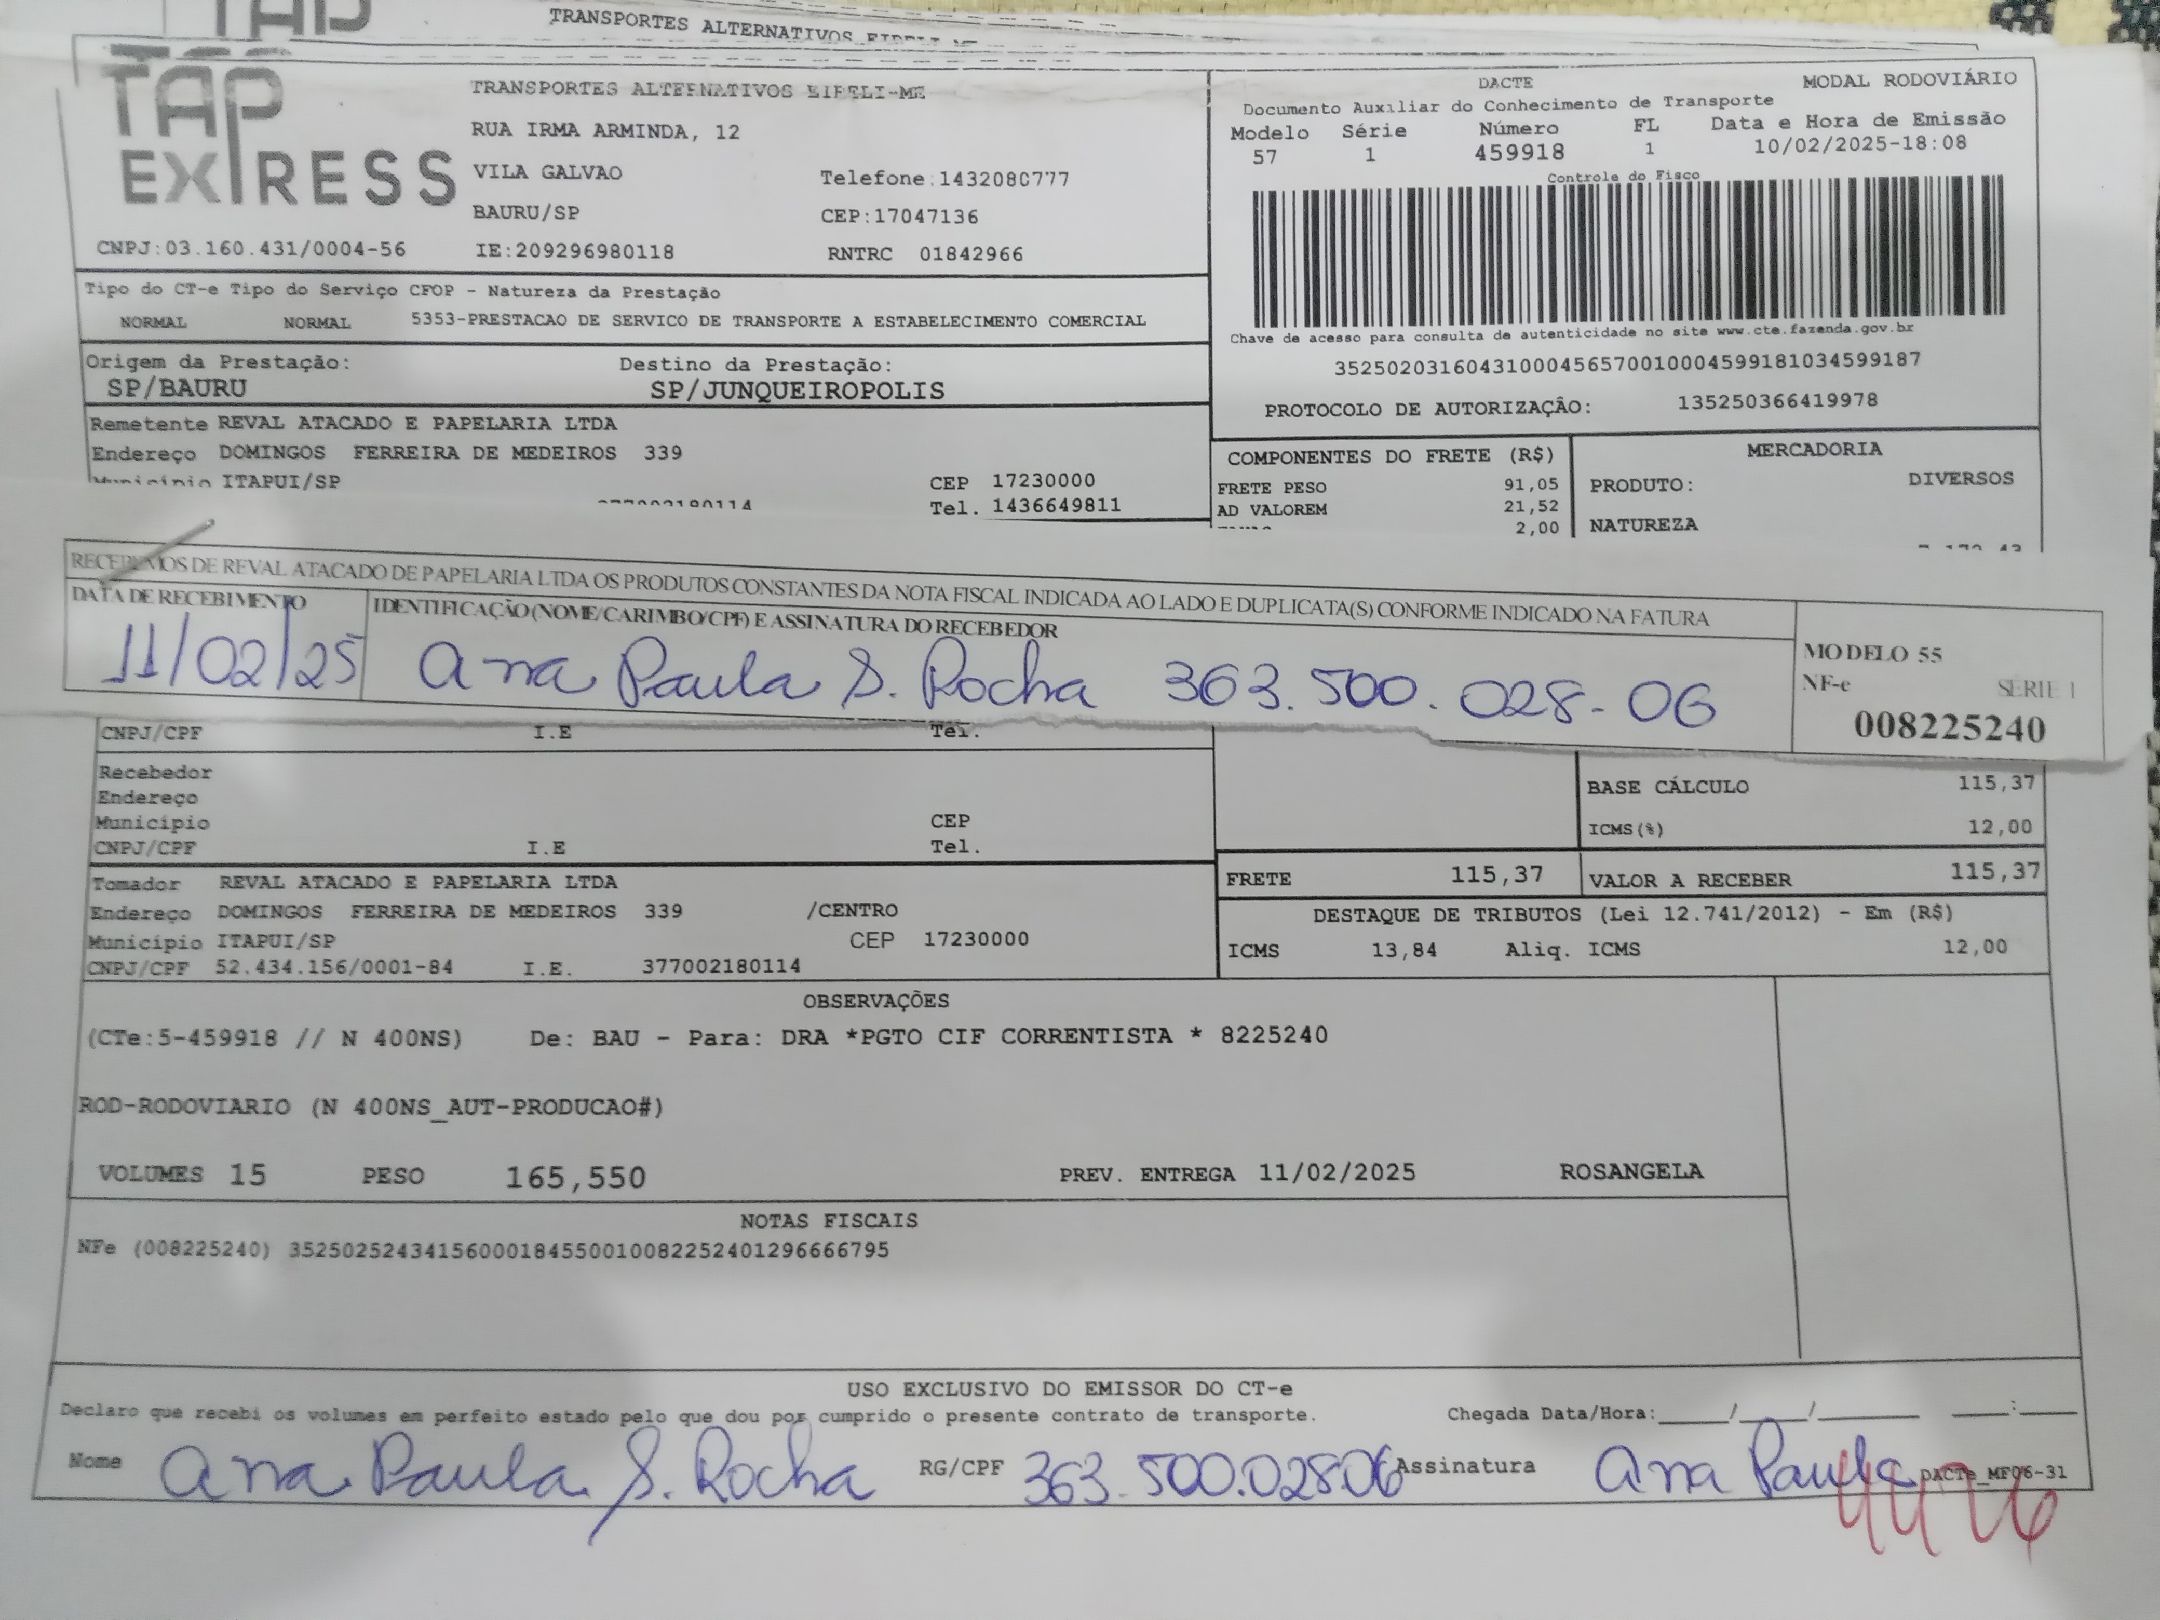 TRANSPORTES ALTERNATIVOS
TAP EXPRESS
TRANSPORTES ALTERNATIVOS EIRELI-ME
RUA IRMA ARMINDA, 12
VILA GALVAO Telefone:1432080777
BAURU/SP CEP:17047136
CNPJ:03.160.431/0004-56 IE:209296980118 RNTRC 01842966
DACTE MODAL RODOVIÁRIO
Documento Auxiliar do Conhecimento de Transporte
Modelo Série Número FL Data e Hora de Emissão
57 1 459918 1 10/02/2025-18:08
Controle do Fisco
Chave de acesso para consulta de autenticidade no site www.cte.fazenda.gov.br
35250203160431000456570010004599181034599187
PROTOCOLO DE AUTORIZAÇÃO: 135250366419978
Tipo do CT-e Tipo do Serviço CFOP - Natureza da Prestação
NORMAL NORMAL 5353-PRESTACAO DE SERVICO DE TRANSPORTE A ESTABELECIMENTO COMERCIAL
Origem da Prestação: Destino da Prestação:
SP/BAURU SP/JUNQUEIROPOLIS
Remetente REVAL ATACADO E PAPELARIA LTDA
Endereço DOMINGOS FERREIRA DE MEDEIROS 339
Município ITAPUI/SP CEP 17230000
377002180114 Tel. 1436649811
COMPONENTES DO FRETE (R$) MERCADORIA
FRETE PESO 91,05 PRODUTO: DIVERSOS
AD VALOREM 21,52
2,00 NATUREZA
RECEBEMOS DE REVAL ATACADO DE PAPELARIA LTDA OS PRODUTOS CONSTANTES DA NOTA FISCAL INDICADA AO LADO E DUPLICATA(S) CONFORME INDICADO NA FATURA
DATA DE RECEBIMENTO IDENTIFICAÇÃO (NOME/CARIMBO/CPF) E ASSINATURA DO RECEBEDOR
11/02/25 Ana Paula S. Rocha 363.500.028-06
MODELO 55
NF-e SÉRIE 1
008225240
CNPJ/CPF I.E Tel.
Recebedor
Endereço
Município CEP
CNPJ/CPF I.E Tel.
BASE CÁLCULO 115,37
ICMS(%) 12,00
FRETE 115,37 VALOR A RECEBER 115,37
Tomador REVAL ATACADO E PAPELARIA LTDA
Endereço DOMINGOS FERREIRA DE MEDEIROS 339 /CENTRO
Município ITAPUI/SP CEP 17230000
CNPJ/CPF 52.434.156/0001-84 I.E. 377002180114
DESTAQUE DE TRIBUTOS (Lei 12.741/2012) - Em (R$)
ICMS 13,84 Aliq. ICMS 12,00
OBSERVAÇÕES
(CTe:5-459918 // N 400NS) De: BAU - Para: DRA *PGTO CIF CORRENTISTA * 8225240
ROD-RODOVIARIO (N 400NS_AUT-PRODUCAO#)
VOLUMES 15 PESO 165,550 PREV. ENTREGA 11/02/2025 ROSANGELA
NOTAS FISCAIS
NFe (008225240) 35250252434156000184550010082252401296666795
USO EXCLUSIVO DO EMISSOR DO CT-e
Declaro que recebi os volumes em perfeito estado pelo que dou por cumprido o presente contrato de transporte. Chegada Data/Hora:____/____/______ ____:____
Nome Ana Paula S. Rocha RG/CPF 363.500.02806 Assinatura Ana Paula DACTe_MF06-31